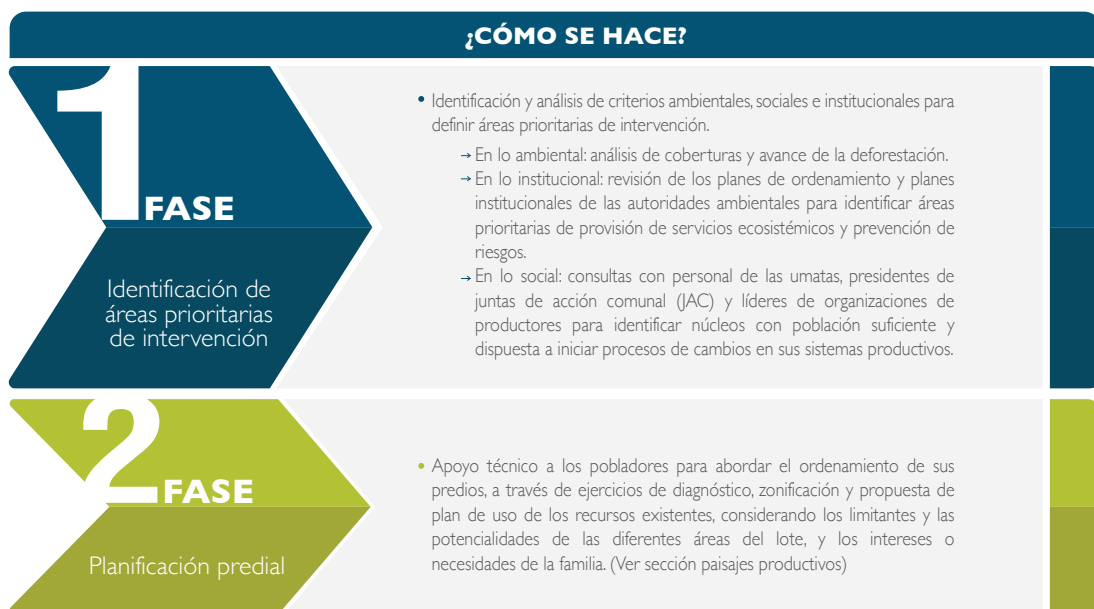 ¿CÓMO SE HACE?
1
FASE
Identificación de
áreas prioritarias
de intervención
• Identificación y análisis de criterios ambientales, sociales e institucionales para
definir áreas prioritarias de intervención.
→ En lo ambiental: análisis de coberturas y avance de la deforestación.
→ En lo institucional: revisión de los planes de ordenamiento y planes
institucionales de las autoridades ambientales para identificar áreas
prioritarias de provisión de servicios ecosistémicos y prevención de
riesgos.
→ En lo social: consultas con personal de las umatas, presidentes de
juntas de acción comunal (JAC) y líderes de organizaciones de
productores para identificar núcleos con población suficiente y
dispuesta a iniciar procesos de cambios en sus sistemas productivos.
2
FASE
Planificación predial
• Apoyo técnico a los pobladores para abordar el ordenamiento de sus
predios, a través de ejercicios de diagnóstico, zonificación y propuesta de
plan de uso de los recursos existentes, considerando los limitantes y las
potencialidades de las diferentes áreas del lote, y los intereses o
necesidades de la familia. (Ver sección paisajes productivos)